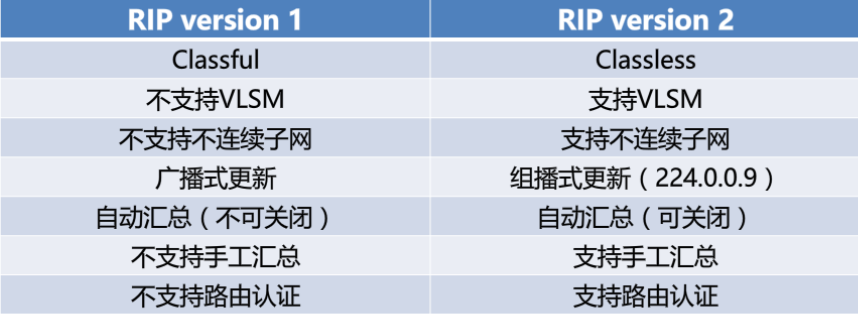 RIP version 1 RIP version 2
Classful Classless
不支持VLSM 支持VLSM
不支持不连续子网 支持不连续子网
广播式更新 组播式更新（224.0.0.9）
自动汇总（不可关闭） 自动汇总（可关闭）
不支持手工汇总 支持手工汇总
不支持路由认证 支持路由认证